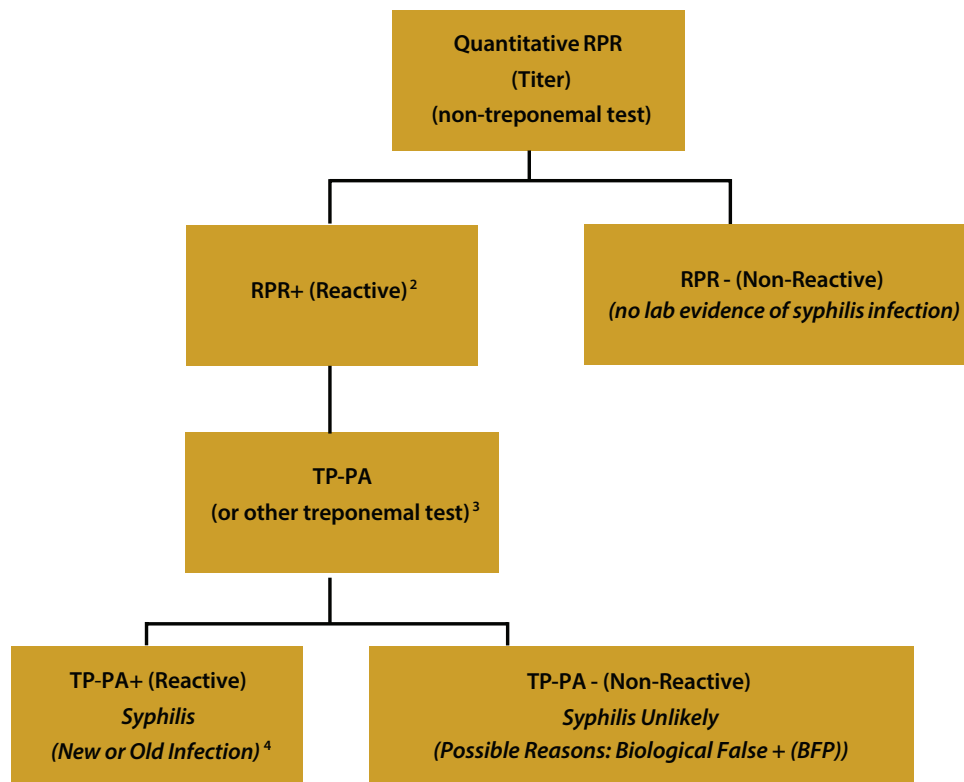 Quantitative RPR
(Titer)
(non-treponemal test)
RPR+ (Reactive) 2
RPR - (Non-Reactive)
(no lab evidence of syphilis infection)
TP-PA
(or other treponemal test) 3
TP-PA+ (Reactive)
Syphilis
(New or Old Infection) 4
TP-PA - (Non-Reactive)
Syphilis Unlikely
(Possible Reasons: Biological False + (BFP))